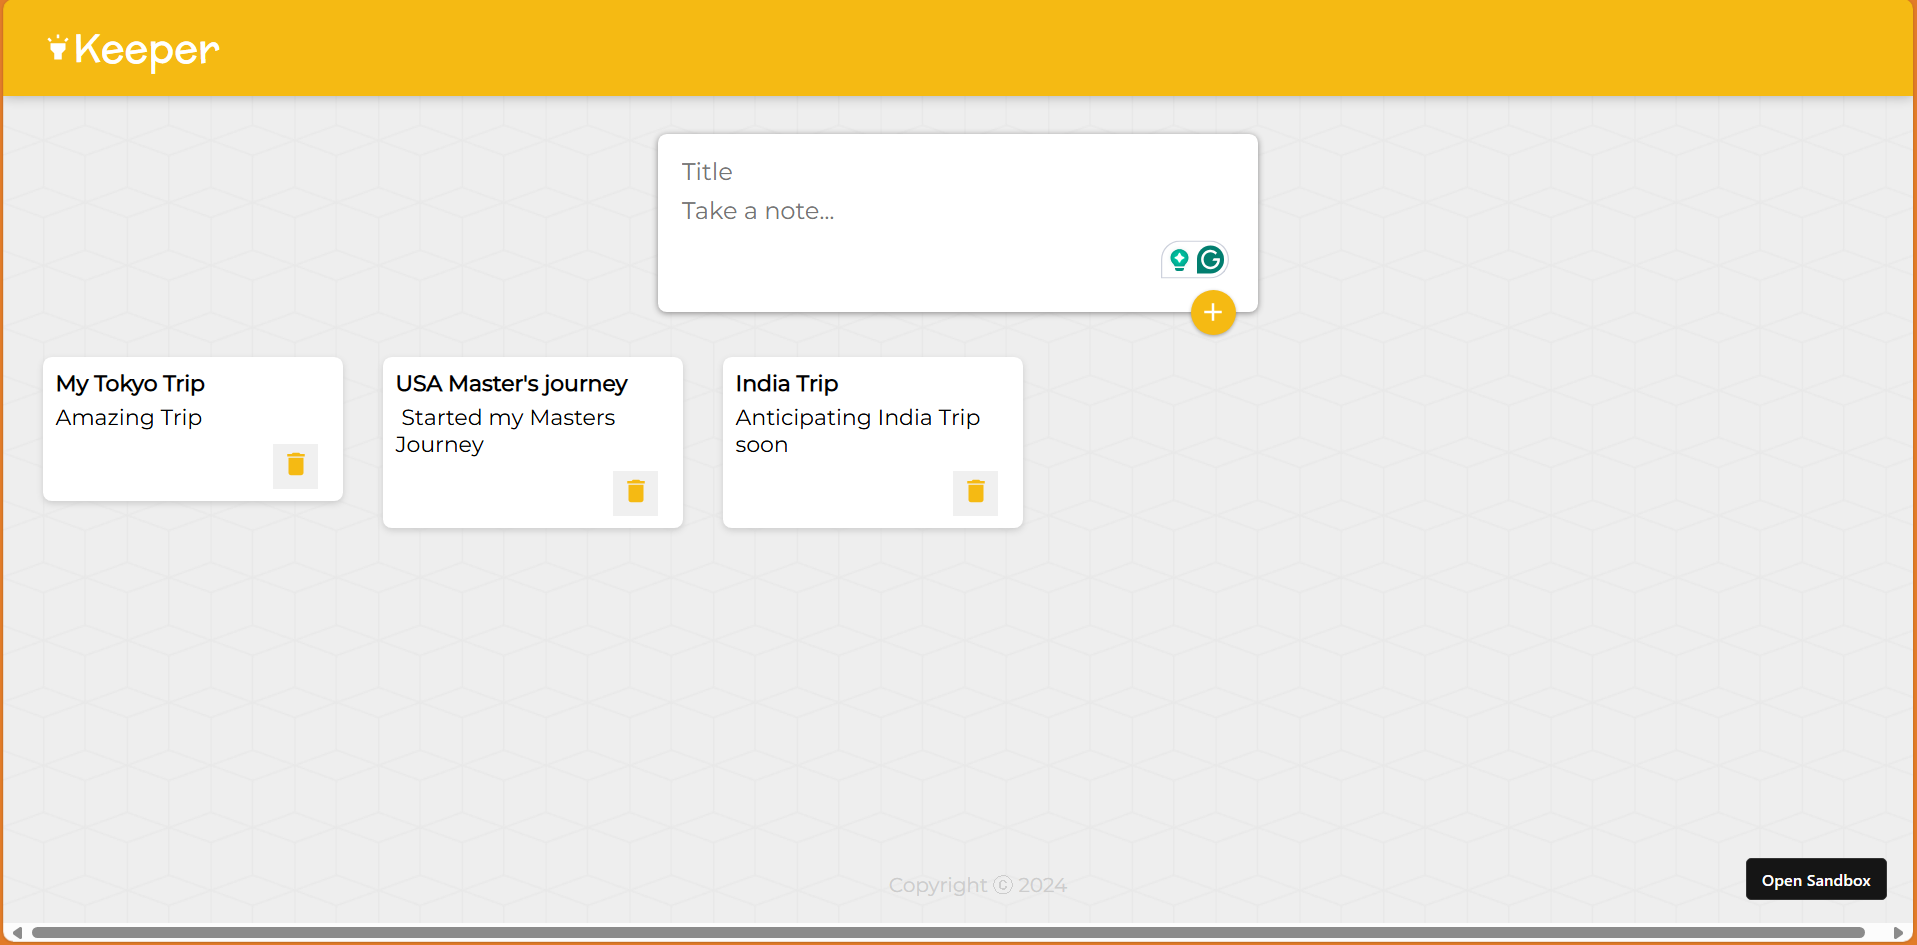 Keeper
Title
Take a note...
My Tokyo Trip
Amazing Trip
USA Master's journey
Started my Masters
Journey
India Trip
Anticipating India Trip
soon
Copyright ⓒ 2024
Open Sandbox